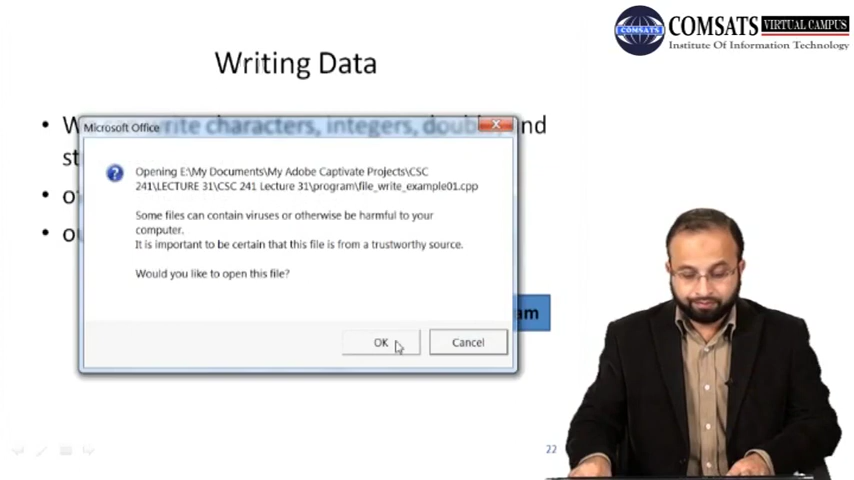 COMSATS VIRTUAL CAMPUS
COMSATS
Institute Of Information Technology
Writing Data
• W rite characters, integers, doubl and
st
Microsoft Office
Opening E:\My Documents\My Adobe Captivate Projects\CSC
241\LECTURE 31\CSC 241 Lecture 31\program\file_write_example01.cpp
Some files can contain viruses or otherwise be harmful to your
computer.
It is important to be certain that this file is from a trustworthy source.
Would you like to open this file?
OK Cancel
am
22